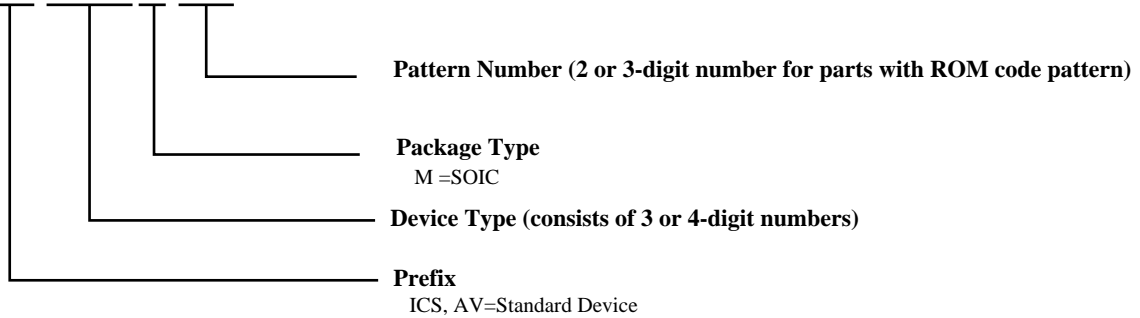 Pattern Number (2 or 3-digit number for parts with ROM code pattern)
Package Type
M =SOIC
Device Type (consists of 3 or 4-digit numbers)
Prefix
ICS, AV=Standard Device